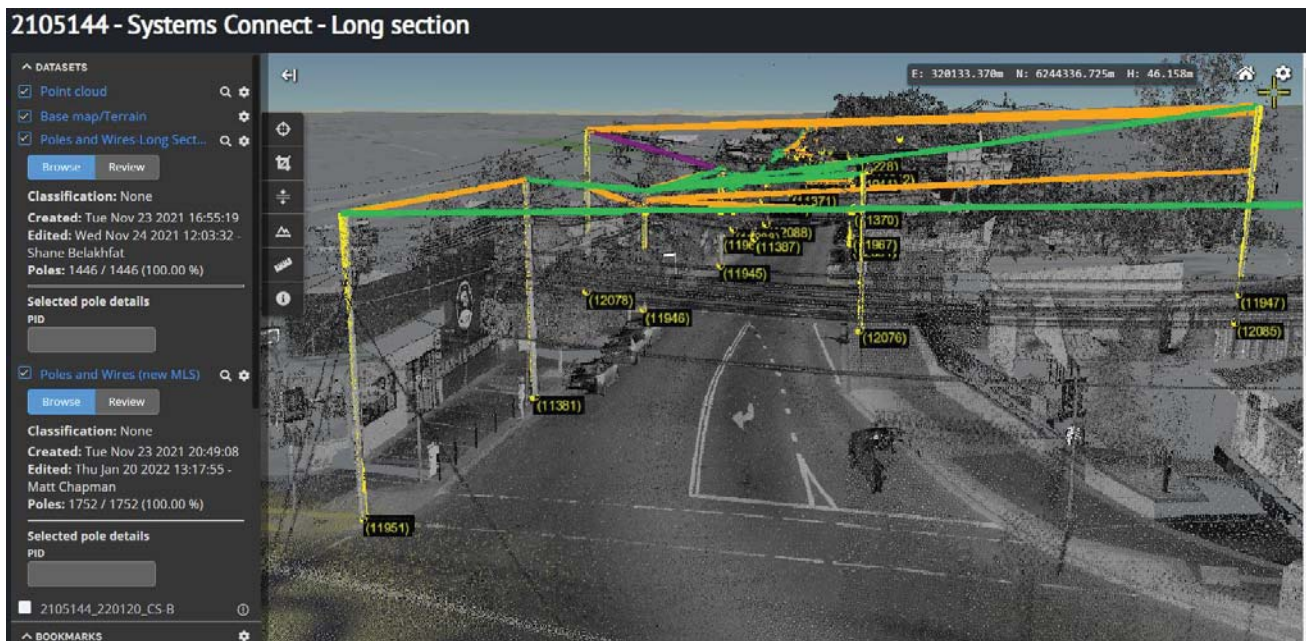 2105144 - Systems Connect - Long section
DATASETS
Point cloud
Base map/Terrain
Poles and Wires-Long Sect...
Browse Review
Classification: None
Created: Tue Nov 23 2021 16:55:19
Edited: Wed Nov 24 2021 12:03:32 -
Shane Belakhfat
Poles: 1446 / 1446 (100.00 %)
Selected pole details
PID
Poles and Wires (new MLS)
Browse Review
Classification: None
Created: Tue Nov 23 2021 20:49:08
Edited: Thu Jan 20 2022 13:17:55 -
Matt Chapman
Poles: 1752 / 1752 (100.00 %)
Selected pole details
PID
2105144_220120_CS-B
BOOKMARKS
E: 320133.370m N: 6244336.725m H: 46.158m
(11370)
(11387)
(11945)
(12078)
(11946)
(12076)
(11947)
(12085)
(11381)
(11951)